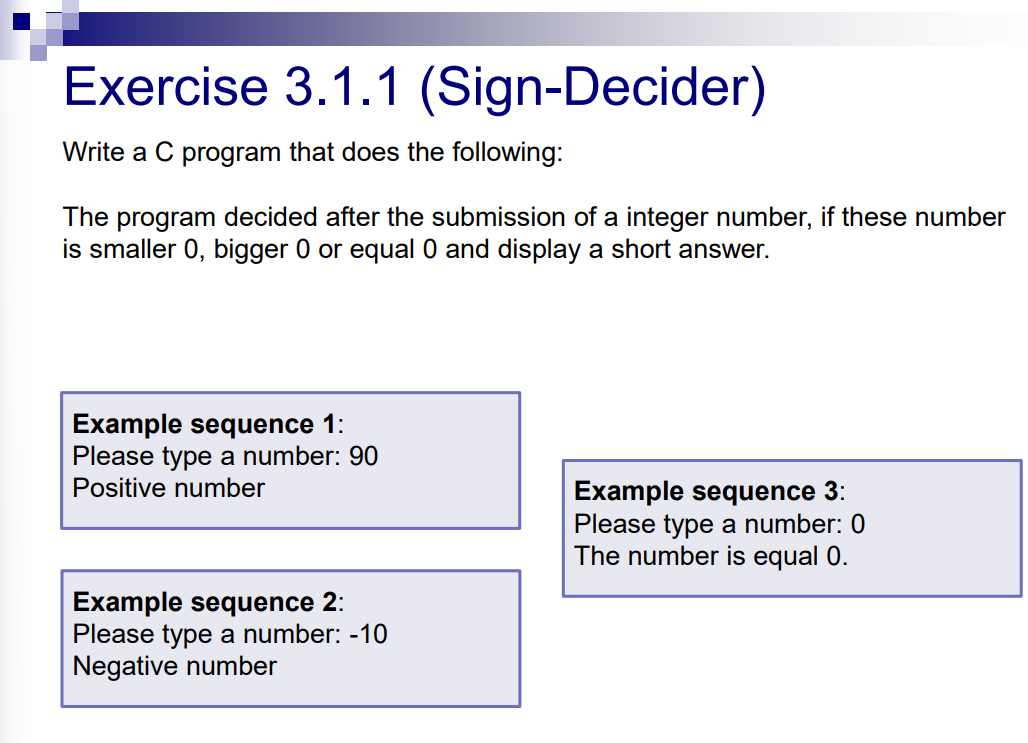 Exercise 3.1.1 (Sign-Decider)
Write a C program that does the following:
The program decided after the submission of a integer number, if these number
is smaller 0, bigger 0 or equal 0 and display a short answer.
Example sequence 1:
Please type a number: 90
Positive number
Example sequence 2:
Please type a number: -10
Negative number
Example sequence 3:
Please type a number: 0
The number is equal 0.